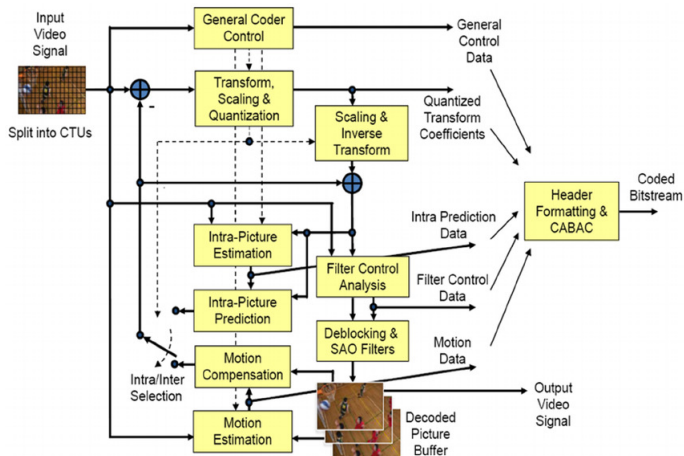 Input
Video
Signal
Split into CTUs
General Coder
Control
General
Control
Data
Transform,
Scaling &
Quantization
-
Quantized
Transform
Coefficients
Scaling &
Inverse
Transform
Coded
Bitstream
Header
Formatting &
CABAC
Intra-Picture
Estimation
Intra Prediction
Data
Filter Control
Analysis
Filter Control
Data
Intra-Picture
Prediction
Deblocking &
SAO Filters
Motion
Data
Motion
Compensation
Intra/Inter
Selection
Output
Video
Signal
Motion
Estimation
Decoded
Picture
Buffer